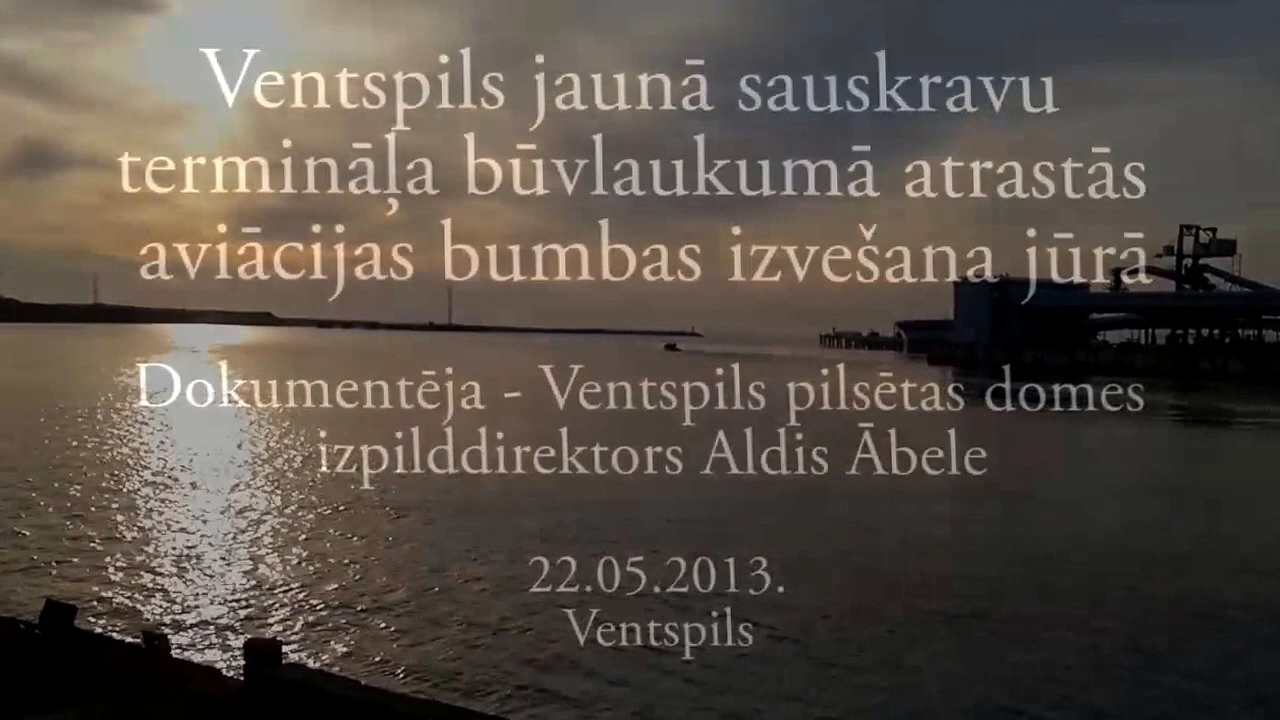 Ventspils jaunā sauskravu
termināļa būvlaukumā atrastās
aviācijas bumbas izvešana jūrā
Dokumentēja - Ventspils pilsētas domes
izpilddirektors Aldis Ābele
22.05.2013.
Ventspils